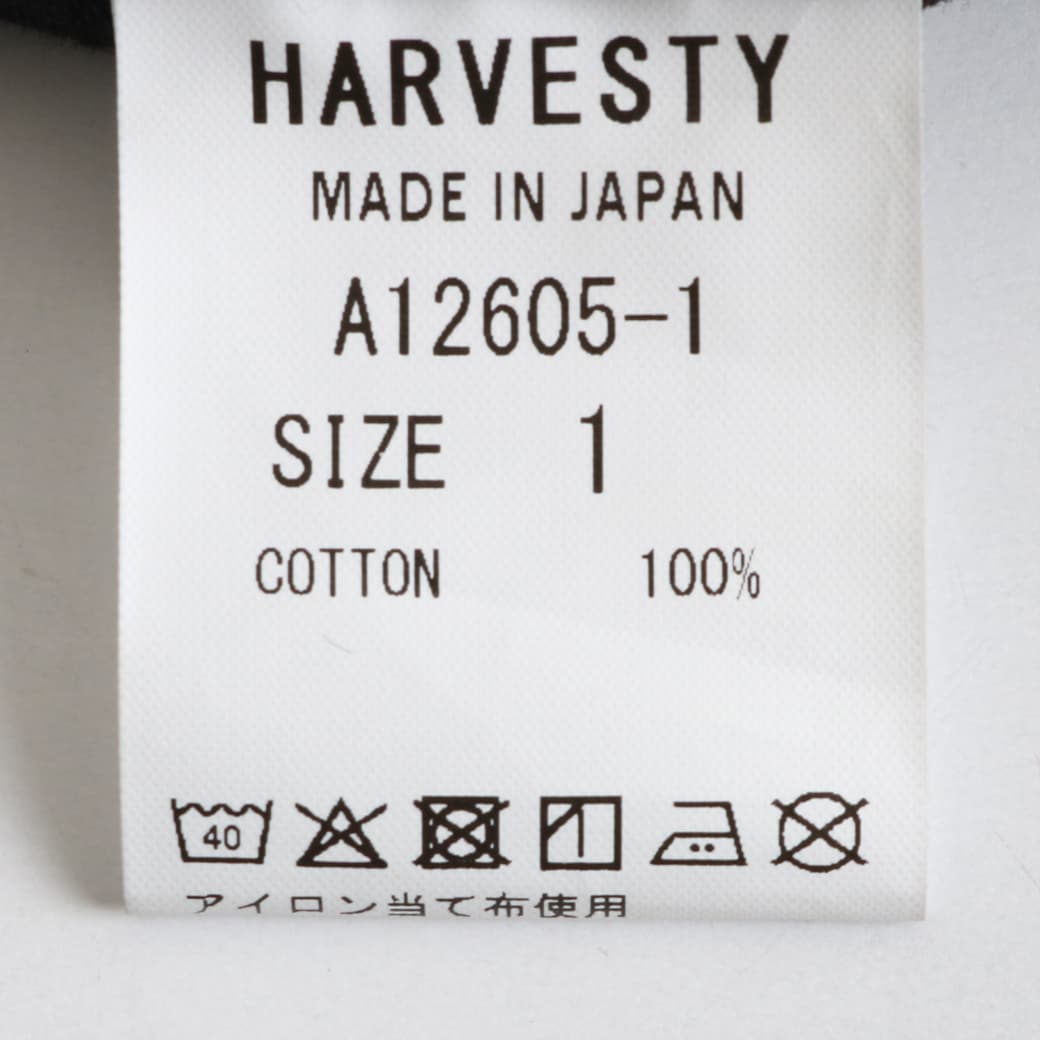 HARVESTY
MADE IN JAPAN
A12605-1
SIZE 1
COTTON 100%
40
アイロン当て布使用